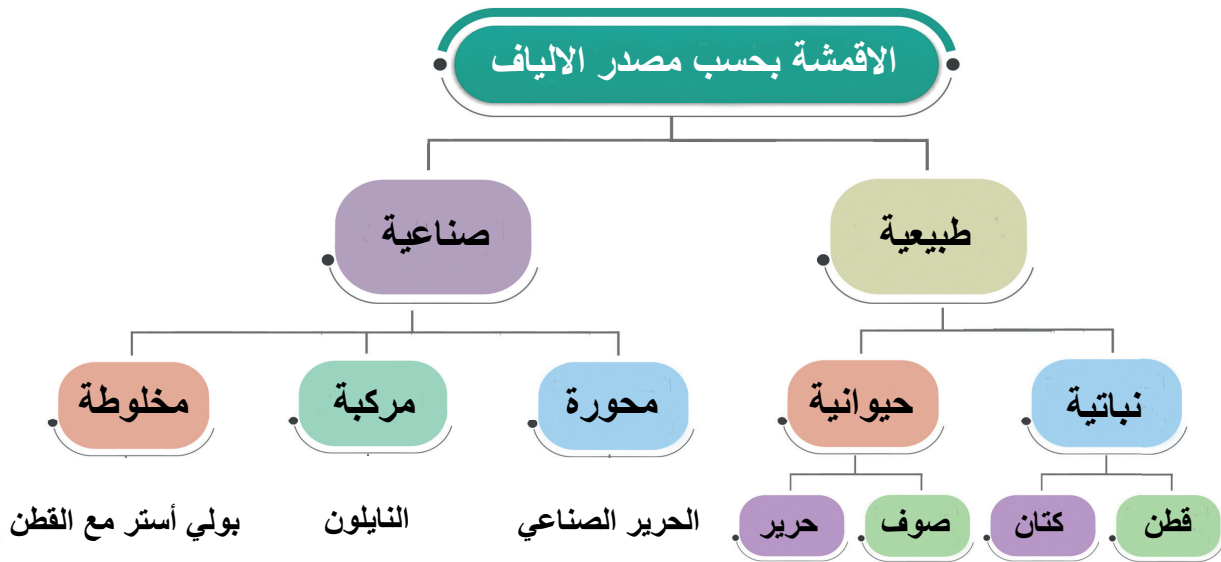 الاقمشة بحسب مصدر الالياف
طبيعية
صناعية
نباتية
حيوانية
محورة
مركبة
مخلوطة
قطن
كتان
صوف
حرير
الحرير الصناعي
النايلون
بولي أستر مع القطن